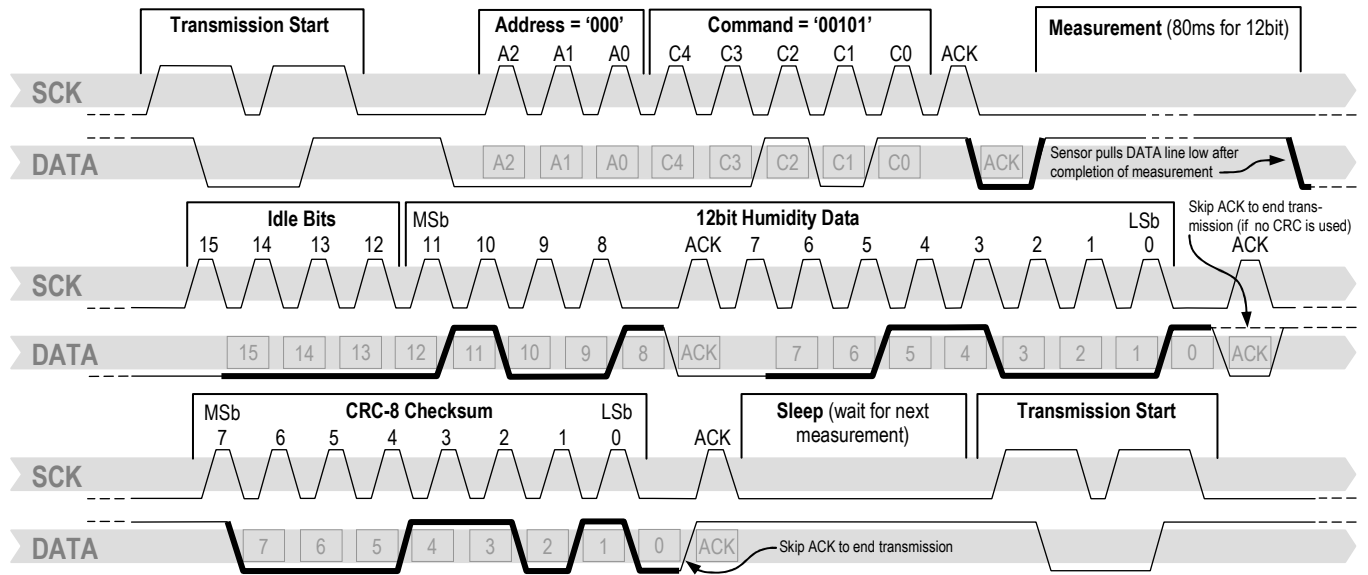 Transmission Start
Address = ‘000’
Command = ‘00101’
Measurement (80ms for 12bit)
A2 A1 A0 C4 C3 C2 C1 C0 ACK
SCK
DATA
A2 A1 A0 C4 C3 C2 C1 C0 ACK
Sensor pulls DATA line low after
completion of measurement
Idle Bits
MSb
12bit Humidity Data
LSb
Skip ACK to end trans-
mission (if no CRC is used)
15 14 13 12 11 10 9 8 ACK 7 6 5 4 3 2 1 0 ACK
SCK
DATA
15 14 13 12 11 10 9 8 ACK 7 6 5 4 3 2 1 0 ACK
MSb
CRC-8 Checksum
LSb
Sleep (wait for next
measurement)
Transmission Start
7 6 5 4 3 2 1 0 ACK
SCK
DATA
7 6 5 4 3 2 1 0 ACK
Skip ACK to end transmission